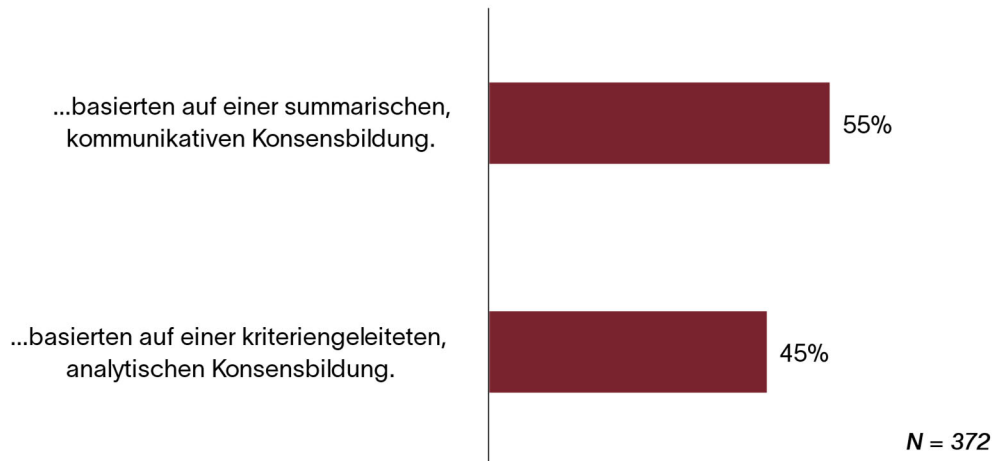 ...basierten auf einer summarischen,
kommunikativen Konsensbildung.
55%
...basierten auf einer kriteriengeleiteten,
analytischen Konsensbildung.
45%
N = 372